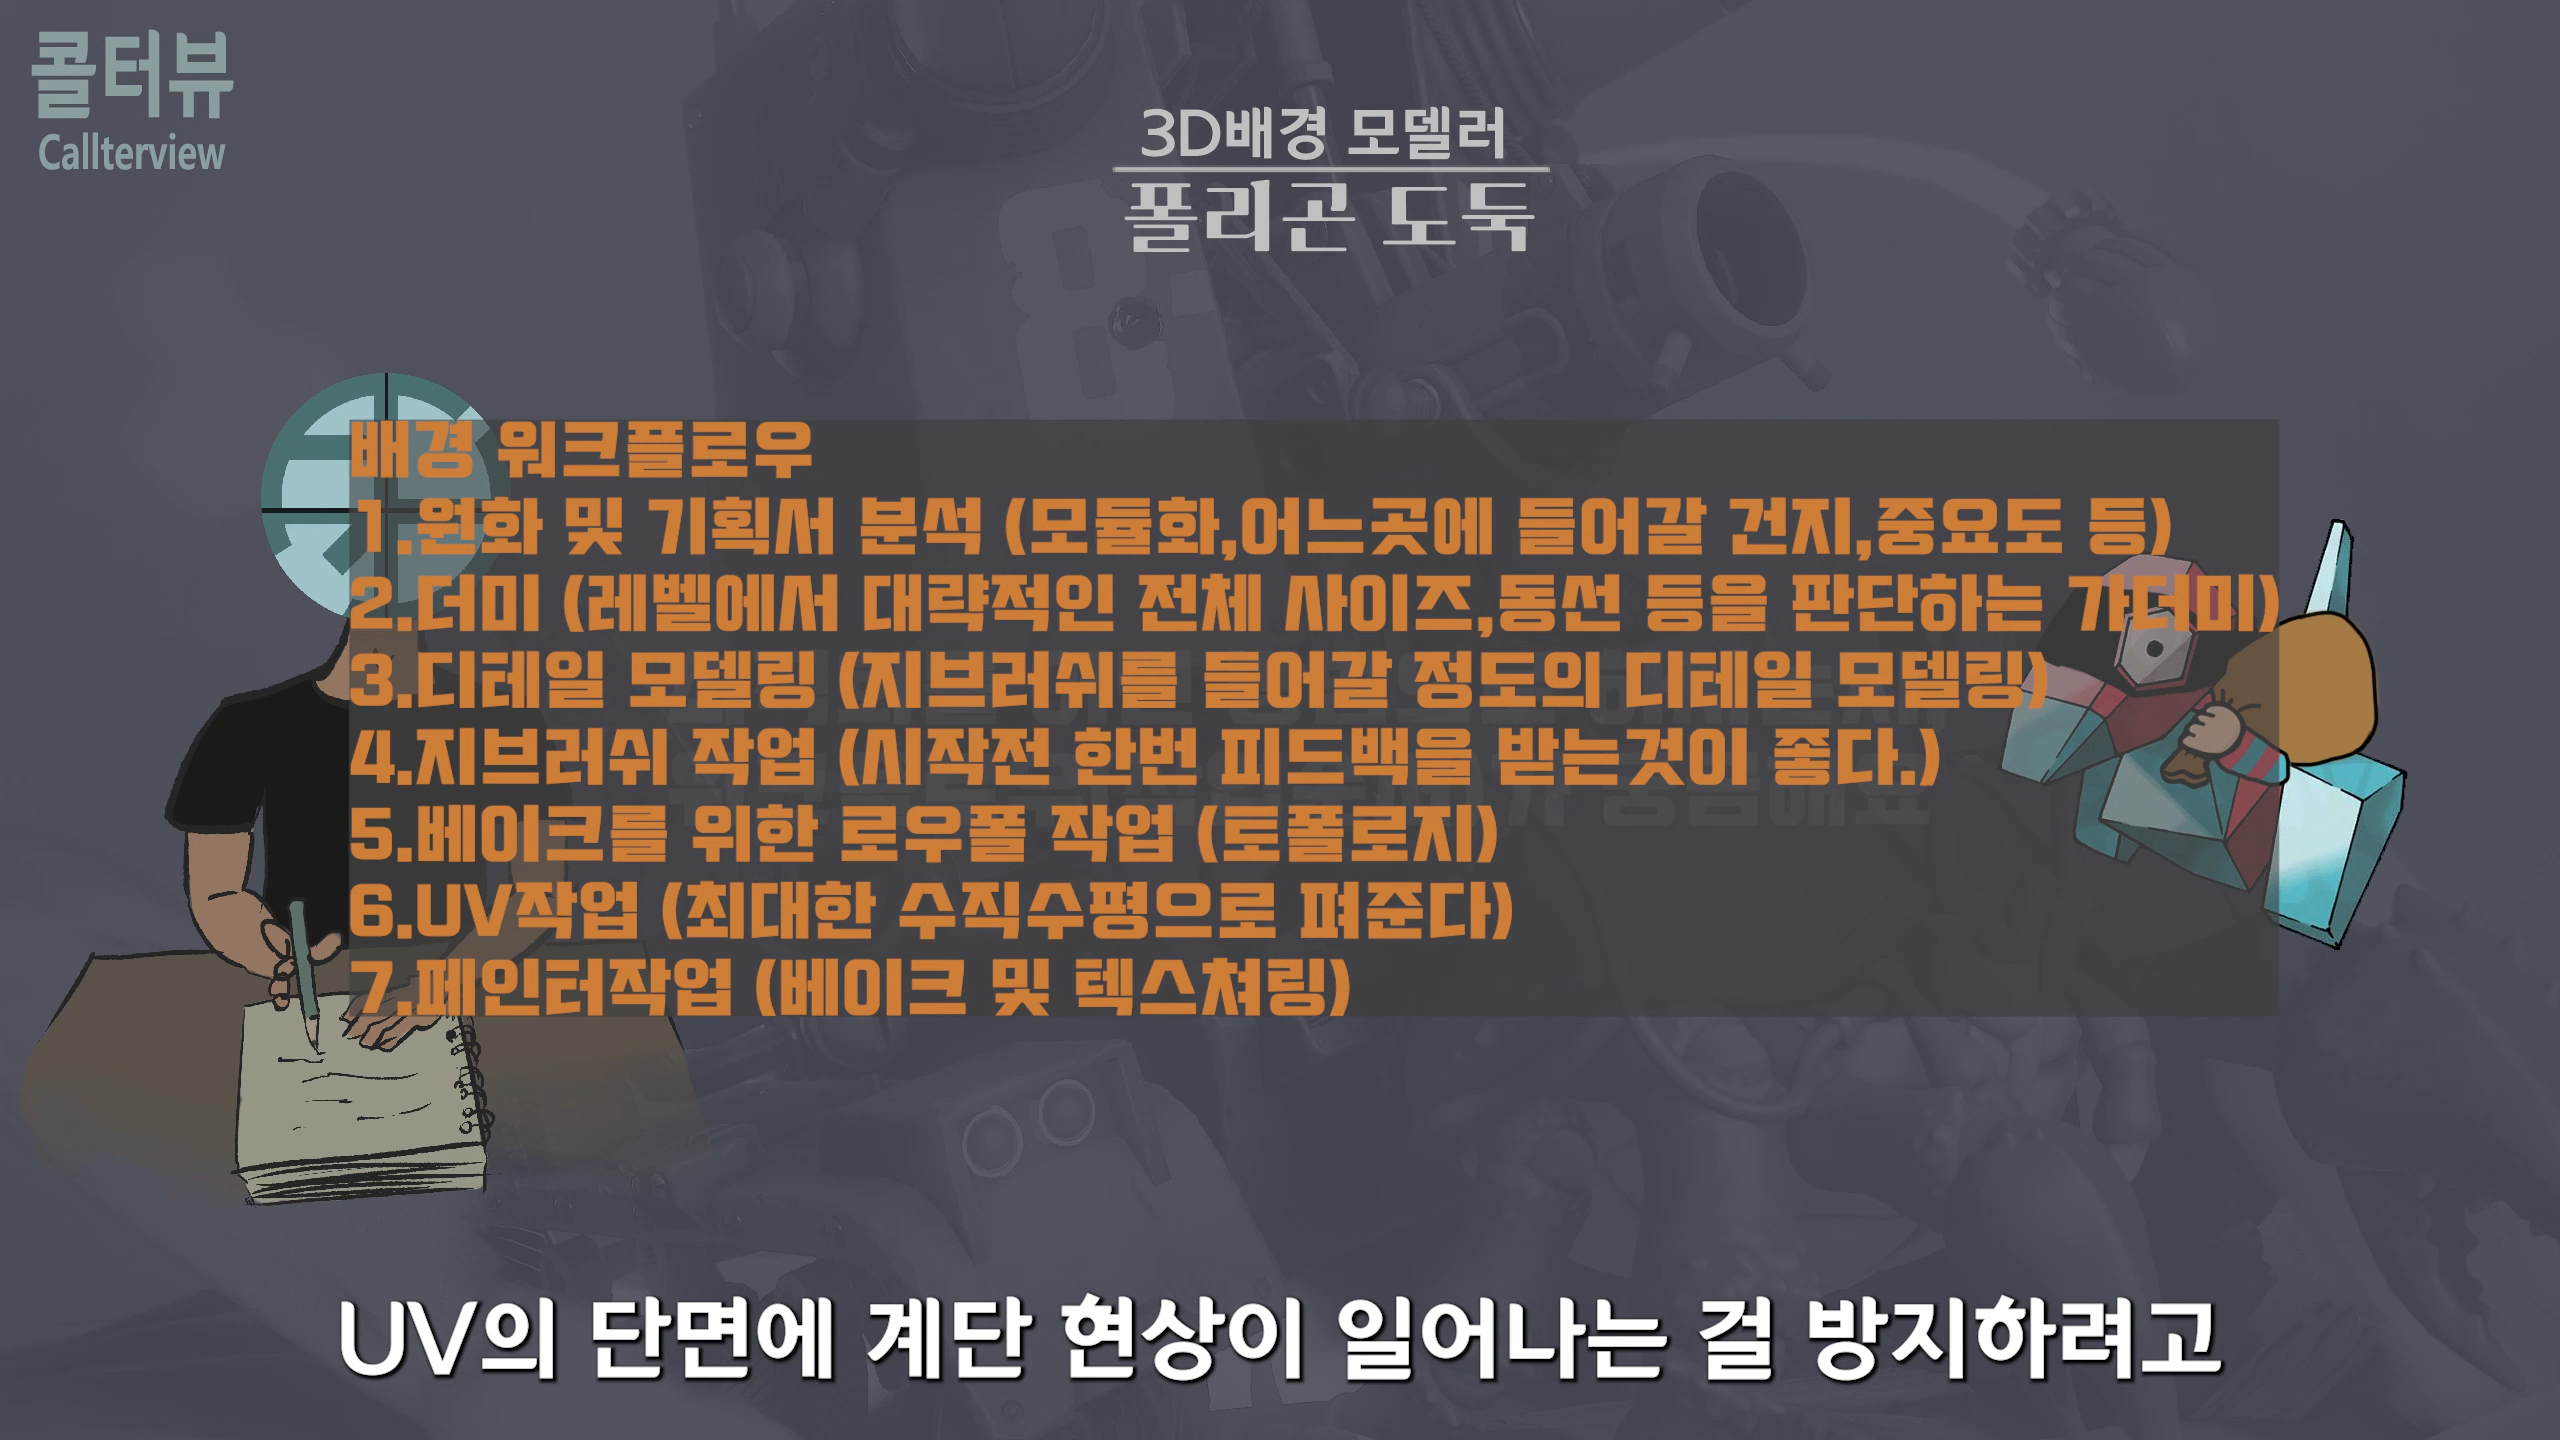 콜터뷰
Callterview
3D배경 모델러
폴리곤 도둑
배경 워크플로우
1.원화 및 기획서 분석 (모듈화,어느곳에 들어갈 건지,중요도 등)
2.더미 (레벨에서 대략적인 전체 사이즈,동선 등을 판단하는 가더미)
3.디테일 모델링 (지브러쉬를 들어갈 정도의 디테일 모델링)
4.지브러쉬 작업 (시작전 한번 피드백을 받는것이 좋다.)
5.베이크를 위한 로우폴 작업 (토폴로지)
6.UV작업 (최대한 수직수평으로 펴준다)
7.페인터작업 (베이크 및 텍스쳐링)
UV의 단면에 계단 현상이 일어나는 걸 방지하려고